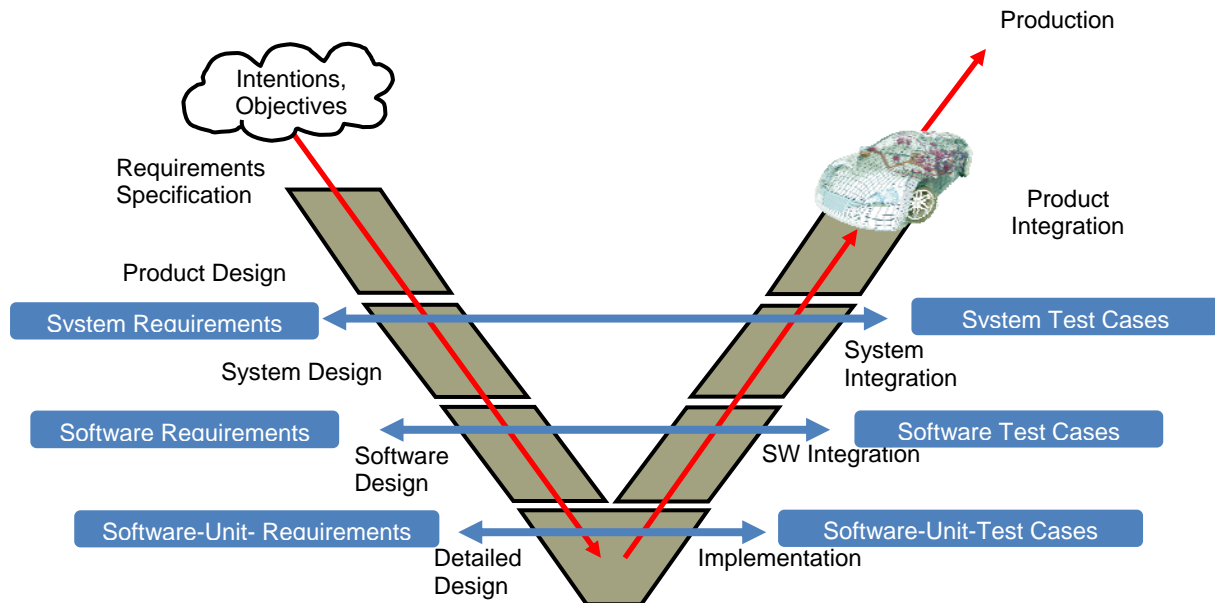 Production
Intentions,
Objectives
Requirements
Specification
Product
Integration
Product Design
System Requirements
System Test Cases
System
Integration
System Design
Software Requirements
Software Test Cases
Software
Design
SW Integration
Software-Unit- Requirements
Software-Unit-Test Cases
Detailed
Design
Implementation